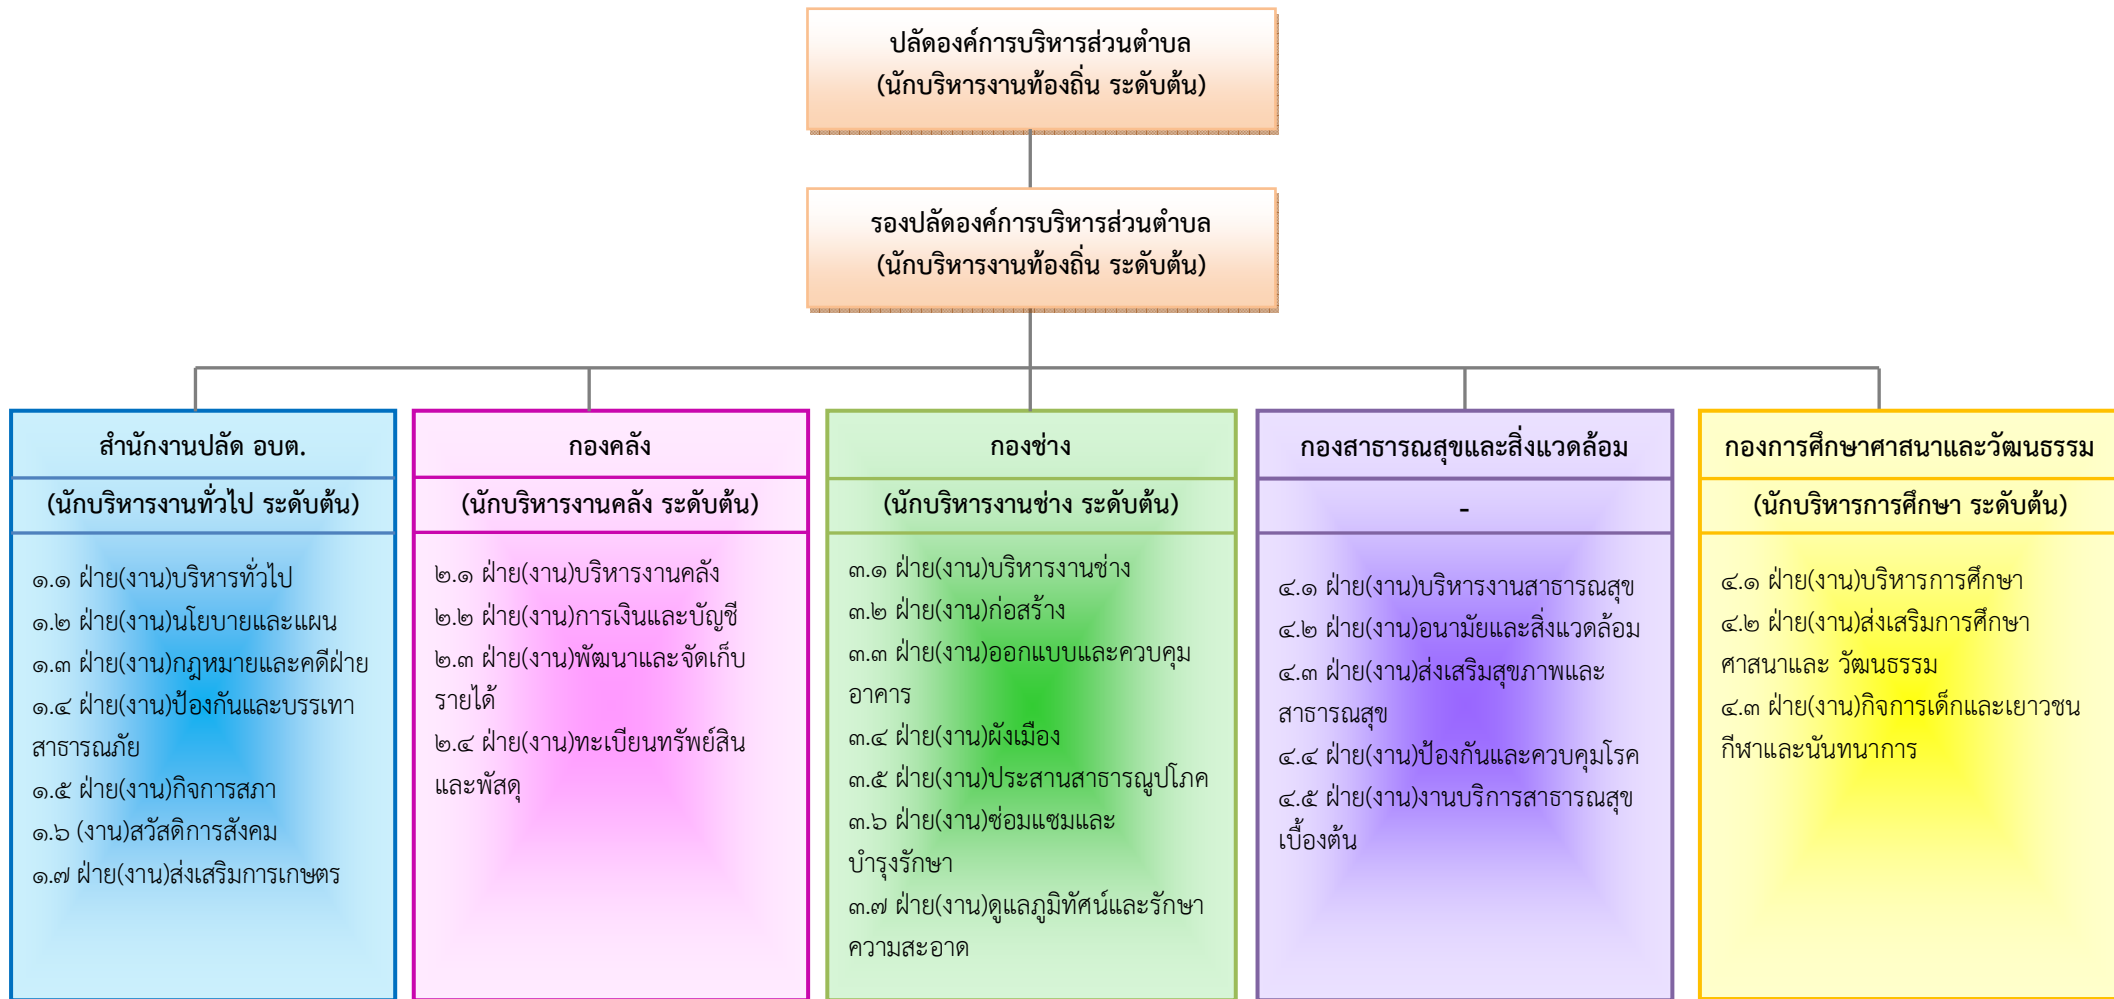 ปลัดองค์การบริหารส่วนตำบล
(นักบริหารงานท้องถิ่น ระดับต้น)
รองปลัดองค์การบริหารส่วนตำบล
(นักบริหารงานท้องถิ่น ระดับต้น)
สำนักงานปลัด อบต.
(นักบริหารงานทั่วไป ระดับต้น)
๑.๑ ฝ่าย(งาน)บริหารทั่วไป
๑.๒ ฝ่าย(งาน)นโยบายและแผน
๑.๓ ฝ่าย(งาน)กฎหมายและคดีฝ่าย
๑.๔ ฝ่าย(งาน)ป้องกันและบรรเทา
สาธารณภัย
๑.๕ ฝ่าย(งาน)กิจการสภา
๑.๖ (งาน)สวัสดิการสังคม
๑.๗ ฝ่าย(งาน)ส่งเสริมการเกษตร
กองคลัง
(นักบริหารงานคลัง ระดับต้น)
๒.๑ ฝ่าย(งาน)บริหารงานคลัง
๒.๒ ฝ่าย(งาน)การเงินและบัญชี
๒.๓ ฝ่าย(งาน)พัฒนาและจัดเก็บ
รายได้
๒.๔ ฝ่าย(งาน)ทะเบียนทรัพย์สิน
และพัสดุ
กองช่าง
(นักบริหารงานช่าง ระดับต้น)
๓.๑ ฝ่าย(งาน)บริหารงานช่าง
๓.๒ ฝ่าย(งาน)ก่อสร้าง
๓.๓ ฝ่าย(งาน)ออกแบบและควบคุม
อาคาร
๓.๔ ฝ่าย(งาน)ผังเมือง
๓.๕ ฝ่าย(งาน)ประสานสาธารณูปโภค
๓.๖ ฝ่าย(งาน)ซ่อมแซมและ
บำรุงรักษา
๓.๗ ฝ่าย(งาน)ดูแลภูมิทัศน์และรักษา
ความสะอาด
กองสาธารณสุขและสิ่งแวดล้อม
-
๔.๑ ฝ่าย(งาน)บริหารงานสาธารณสุข
๔.๒ ฝ่าย(งาน)อนามัยและสิ่งแวดล้อม
๔.๓ ฝ่าย(งาน)ส่งเสริมสุขภาพและ
สาธารณสุข
๔.๔ ฝ่าย(งาน)ป้องกันและควบคุมโรค
๔.๕ ฝ่าย(งาน)งานบริการสาธารณสุข
เบื้องต้น
กองการศึกษาศาสนาและวัฒนธรรม
(นักบริหารการศึกษา ระดับต้น)
๔.๑ ฝ่าย(งาน)บริหารการศึกษา
๔.๒ ฝ่าย(งาน)ส่งเสริมการศึกษา
ศาสนาและ วัฒนธรรม
๔.๓ ฝ่าย(งาน)กิจการเด็กและเยาวชน
กีฬาและนันทนาการ